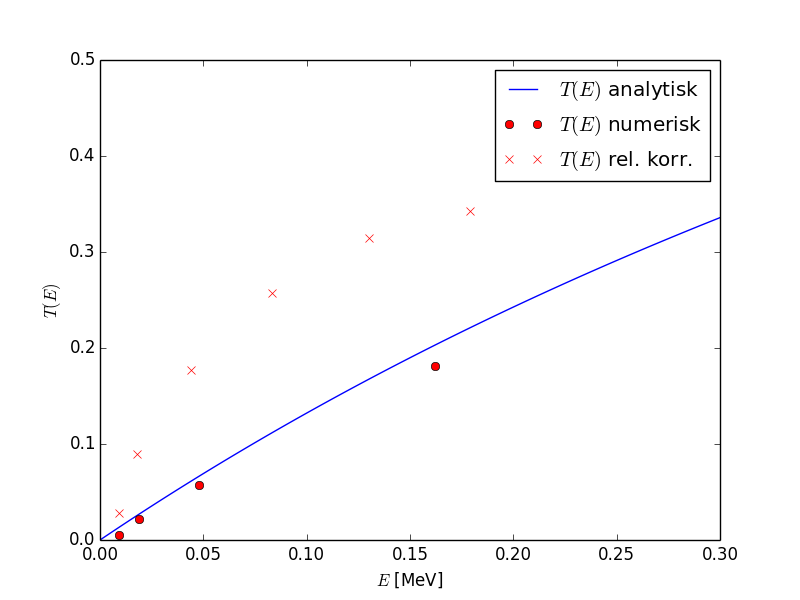 0.5
T(E) analytisk
T(E) numerisk
T(E) rel. korr.
0.4
0.3
T(E)
0.2
0.1
0.0
0.00 0.05 0.10 0.15 0.20 0.25 0.30
E [MeV]